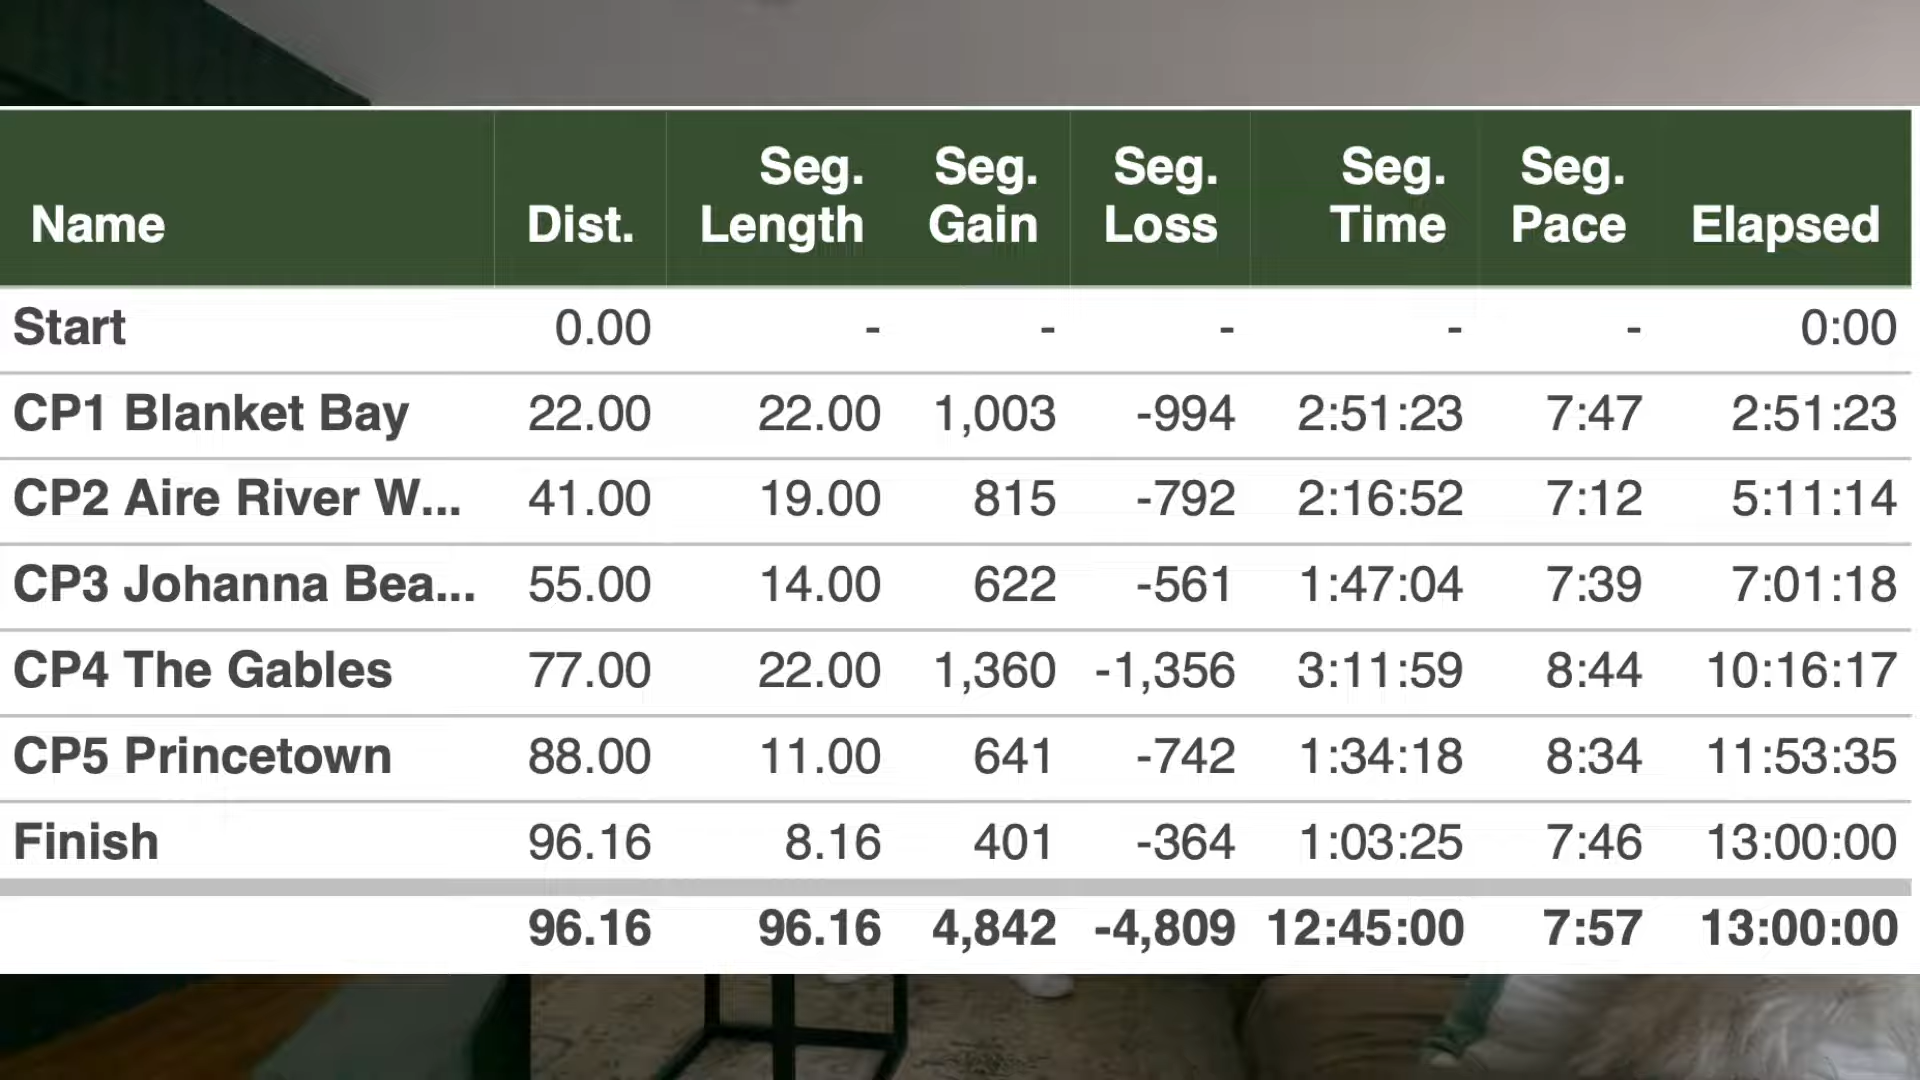 Name Dist. Seg. Length Seg. Gain Seg. Loss Seg. Time Seg. Pace Elapsed
Start 0.00 - - - - - 0:00
CP1 Blanket Bay 22.00 22.00 1,003 -994 2:51:23 7:47 2:51:23
CP2 Aire River W... 41.00 19.00 815 -792 2:16:52 7:12 5:11:14
CP3 Johanna Bea... 55.00 14.00 622 -561 1:47:04 7:39 7:01:18
CP4 The Gables 77.00 22.00 1,360 -1,356 3:11:59 8:44 10:16:17
CP5 Princetown 88.00 11.00 641 -742 1:34:18 8:34 11:53:35
Finish 96.16 8.16 401 -364 1:03:25 7:46 13:00:00
96.16 96.16 4,842 -4,809 12:45:00 7:57 13:00:00